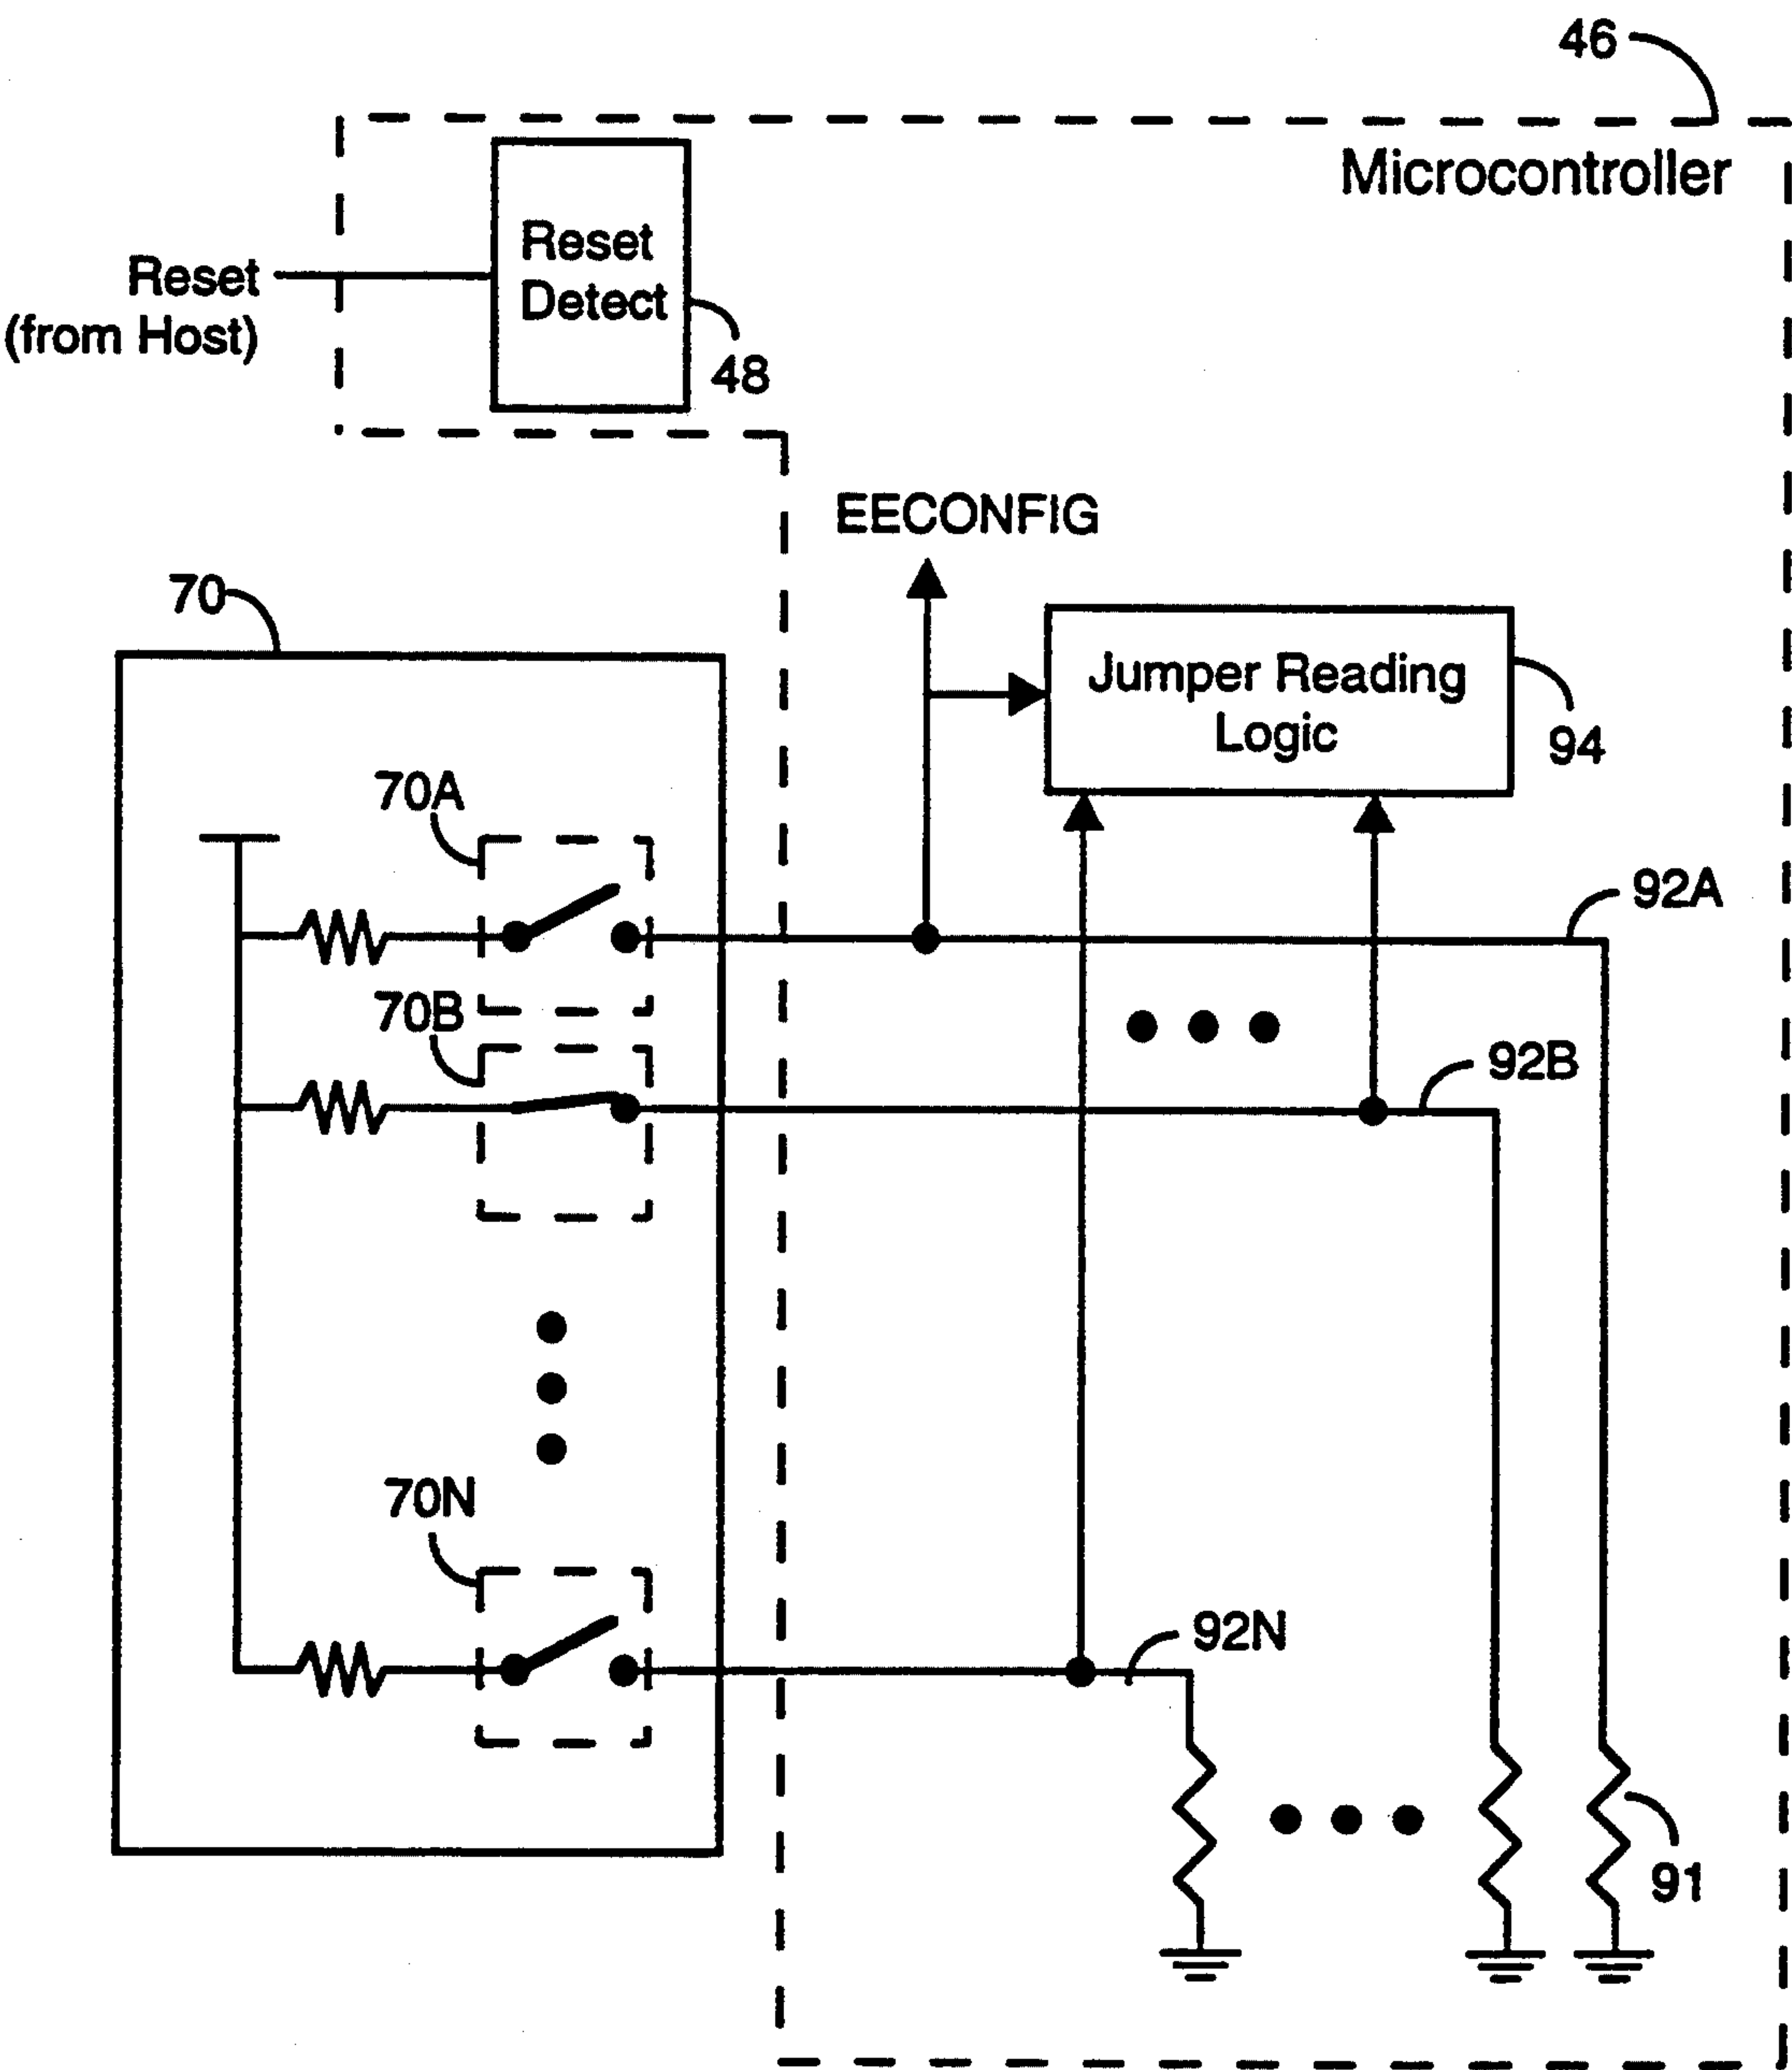 46
Microcontroller
Reset
Detect
Reset
(from Host)
48
EECONFIG
70
Jumper Reading
Logic
94
70A
92A
70B
92B
70N
92N
91